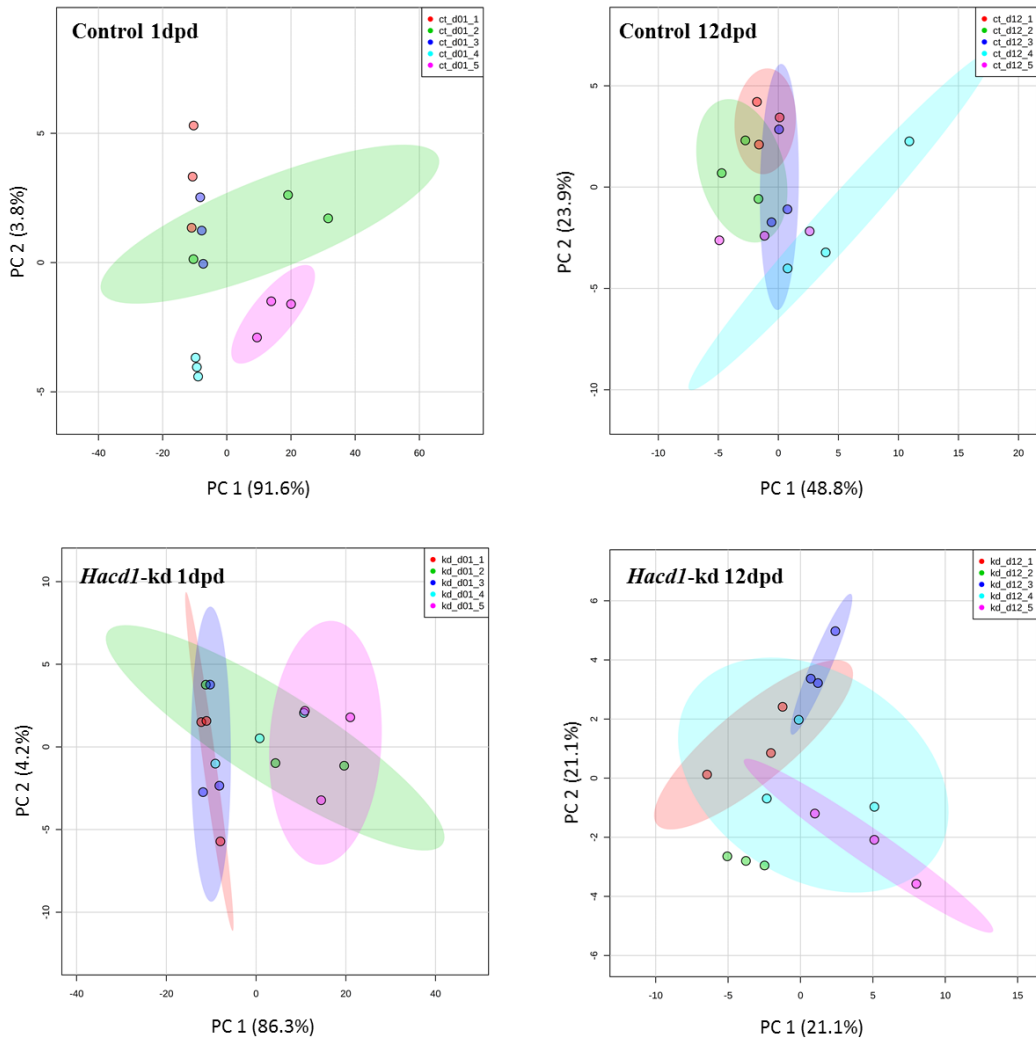 Control 1dpd
ct_d01_1
ct_d01_2
ct_d01_3
ct_d01_4
ct_d01_5
5
0
-5
PC 2 (3.8%)
-40 -20 0 20 40 60
PC 1 (91.6%)
Control 12dpd
ct_d12_1
ct_d12_2
ct_d12_3
ct_d12_4
ct_d12_5
5
0
-5
-10
PC 2 (23.9%)
-10 -5 0 5 10 15 20
PC 1 (48.8%)
Hacd1-kd 1dpd
kd_d01_1
kd_d01_2
kd_d01_3
kd_d01_4
kd_d01_5
10
5
0
-5
-10
PC 2 (4.2%)
-40 -20 0 20 40
PC 1 (86.3%)
Hacd1-kd 12dpd
kd_d12_1
kd_d12_2
kd_d12_3
kd_d12_4
kd_d12_5
6
4
2
0
-2
-4
-6
PC 2 (21.1%)
-10 -5 0 5 10 15
PC 1 (21.1%)